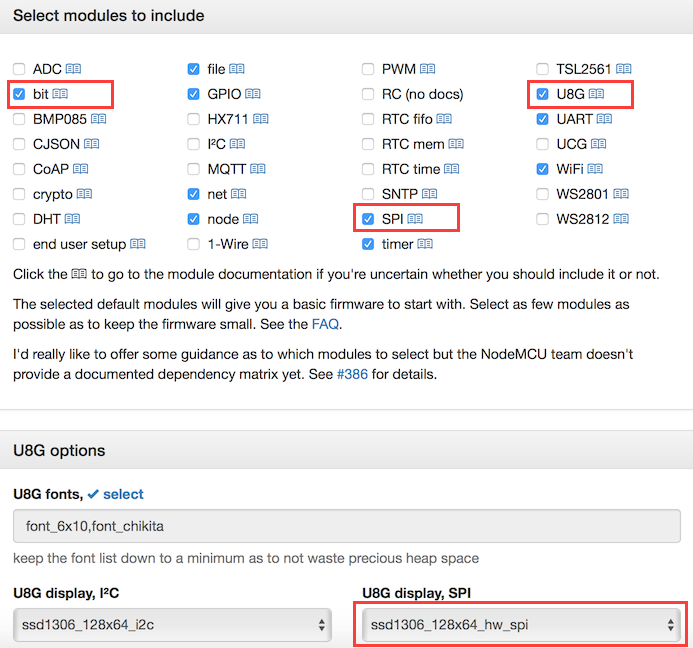 Select modules to include
ADC file PWM TSL2561
bit GPIO RC (no docs) U8G
BMP085 HX711 RTC fifo UART
CJSON I²C RTC mem UCG
CoAP MQTT RTC time WiFi
crypto net SNTP WS2801
DHT node SPI WS2812
end user setup 1-Wire timer
Click the to go to the module documentation if you're uncertain whether you should include it or not.
The selected default modules will give you a basic firmware to start with. Select as few modules as
possible as to keep the firmware small. See the FAQ.
I'd really like to offer some guidance as to which modules to select but the NodeMCU team doesn't
provide a documented dependency matrix yet. See #386 for details.
U8G options
U8G fonts, select
font_6x10,font_chikita
keep the font list down to a minimum as to not waste precious heap space
U8G display, I²C U8G display, SPI
ssd1306_128x64_i2c ssd1306_128x64_hw_spi